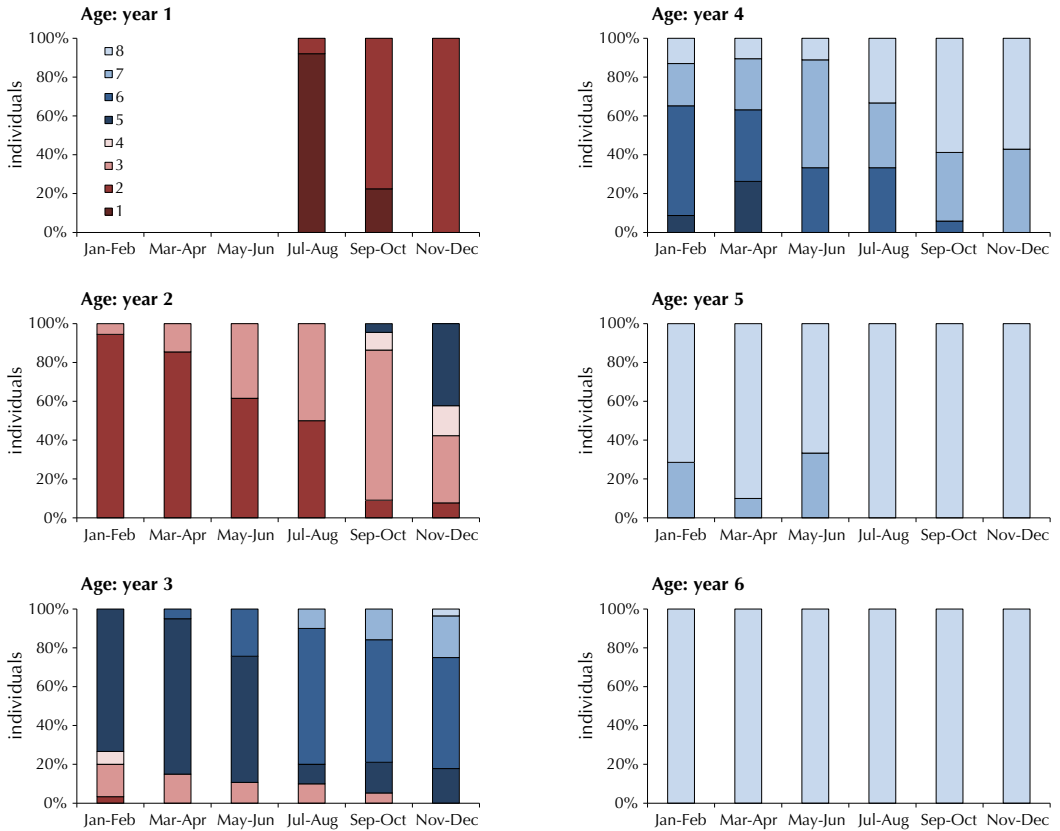 Age: year 1
100%
80%
60%
40%
20%
0%
individuals
8
7
6
5
4
3
2
1
Jan-Feb Mar-Apr May-Jun Jul-Aug Sep-Oct Nov-Dec
Age: year 2
100%
80%
60%
40%
20%
0%
individuals
Jan-Feb Mar-Apr May-Jun Jul-Aug Sep-Oct Nov-Dec
Age: year 3
100%
80%
60%
40%
20%
0%
individuals
Jan-Feb Mar-Apr May-Jun Jul-Aug Sep-Oct Nov-Dec
Age: year 4
100%
80%
60%
40%
20%
0%
individuals
Jan-Feb Mar-Apr May-Jun Jul-Aug Sep-Oct Nov-Dec
Age: year 5
100%
80%
60%
40%
20%
0%
individuals
Jan-Feb Mar-Apr May-Jun Jul-Aug Sep-Oct Nov-Dec
Age: year 6
100%
80%
60%
40%
20%
0%
individuals
Jan-Feb Mar-Apr May-Jun Jul-Aug Sep-Oct Nov-Dec